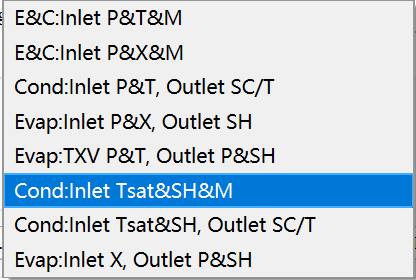 E&C:Inlet P&T&M
E&C:Inlet P&X&M
Cond:Inlet P&T, Outlet SC/T
Evap:Inlet P&X, Outlet SH
Evap:TXV P&T, Outlet P&SH
Cond:Inlet Tsat&SH&M
Cond:Inlet Tsat&SH, Outlet SC/T
Evap:Inlet X, Outlet P&SH